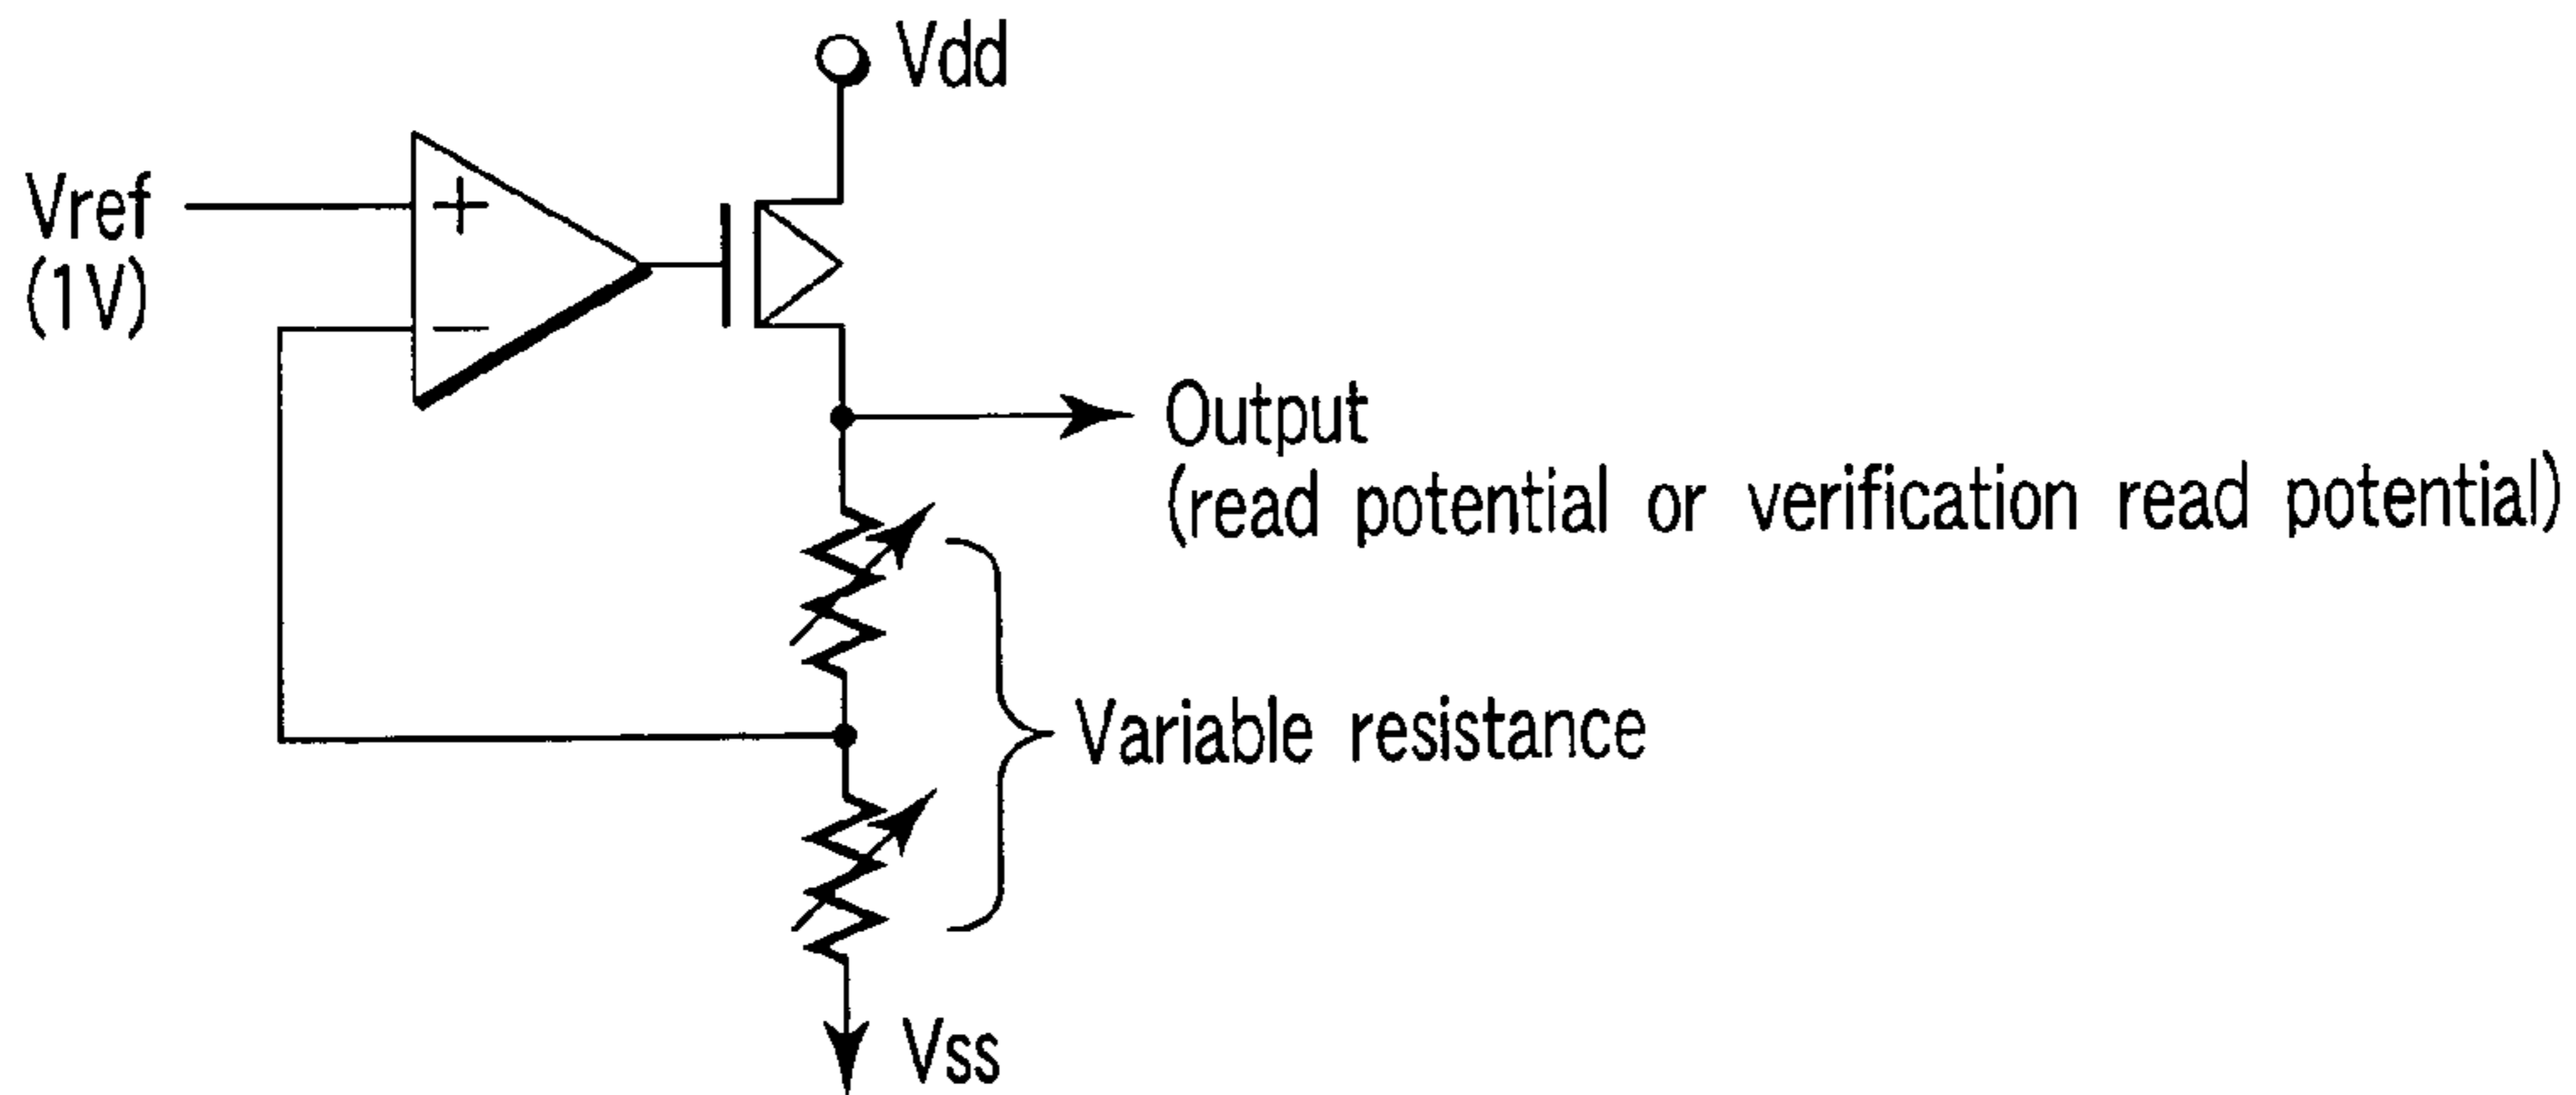 Vdd
Vref
(1V)
+
−
Output
(read potential or verification read potential)
Variable resistance
Vss